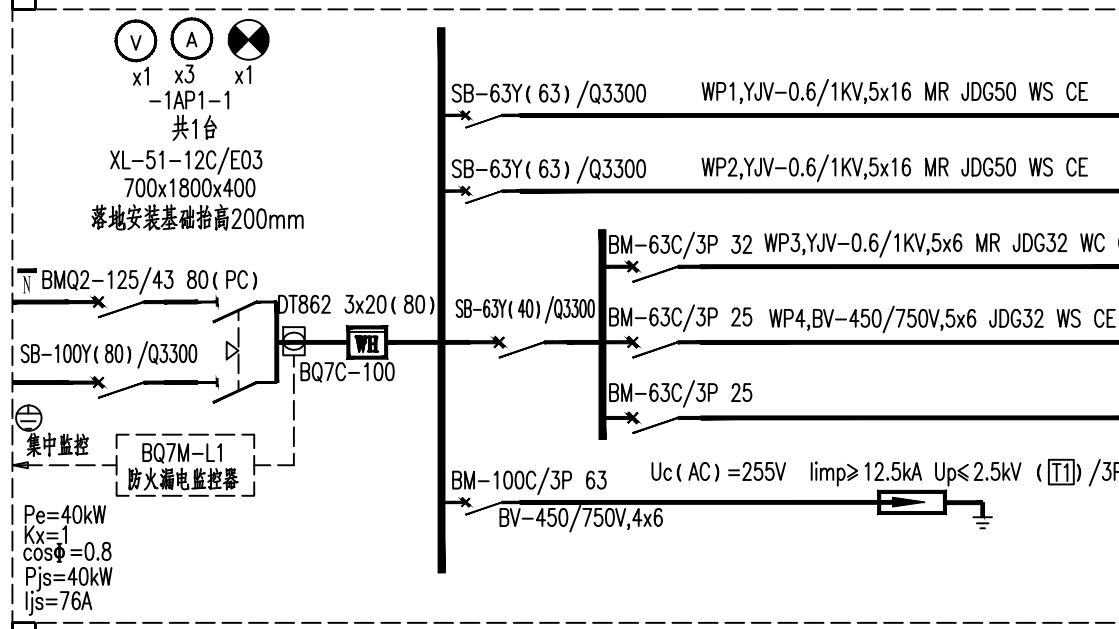 V A
x1 x3 x1
-1AP1-1
共1台
XL-51-12C/E03
700x1800x400
落地安装基础抬高200mm
N BMQ2-125/43 80(PC)
SB-100Y(80)/Q3300
DT862 3x20(80)
WH
BQ7C-100
集中监控
BQ7M-L1
防火漏电监控器
Pe=40kW
Kx=1
cosΦ=0.8
Pjs=40kW
Ijs=76A
SB-63Y(63)/Q3300 WP1,YJV-0.6/1KV,5x16 MR JDG50 WS CE
SB-63Y(63)/Q3300 WP2,YJV-0.6/1KV,5x16 MR JDG50 WS CE
BM-63C/3P 32 WP3,YJV-0.6/1KV,5x6 MR JDG32 WC
SB-63Y(40)/Q3300
BM-63C/3P 25 WP4,BV-450/750V,5x6 JDG32 WS CE
BM-63C/3P 25
BM-100C/3P 63 Uc(AC)=255V Iimp≥12.5kA Up≤2.5kV (T1)/3P
BV-450/750V,4x6